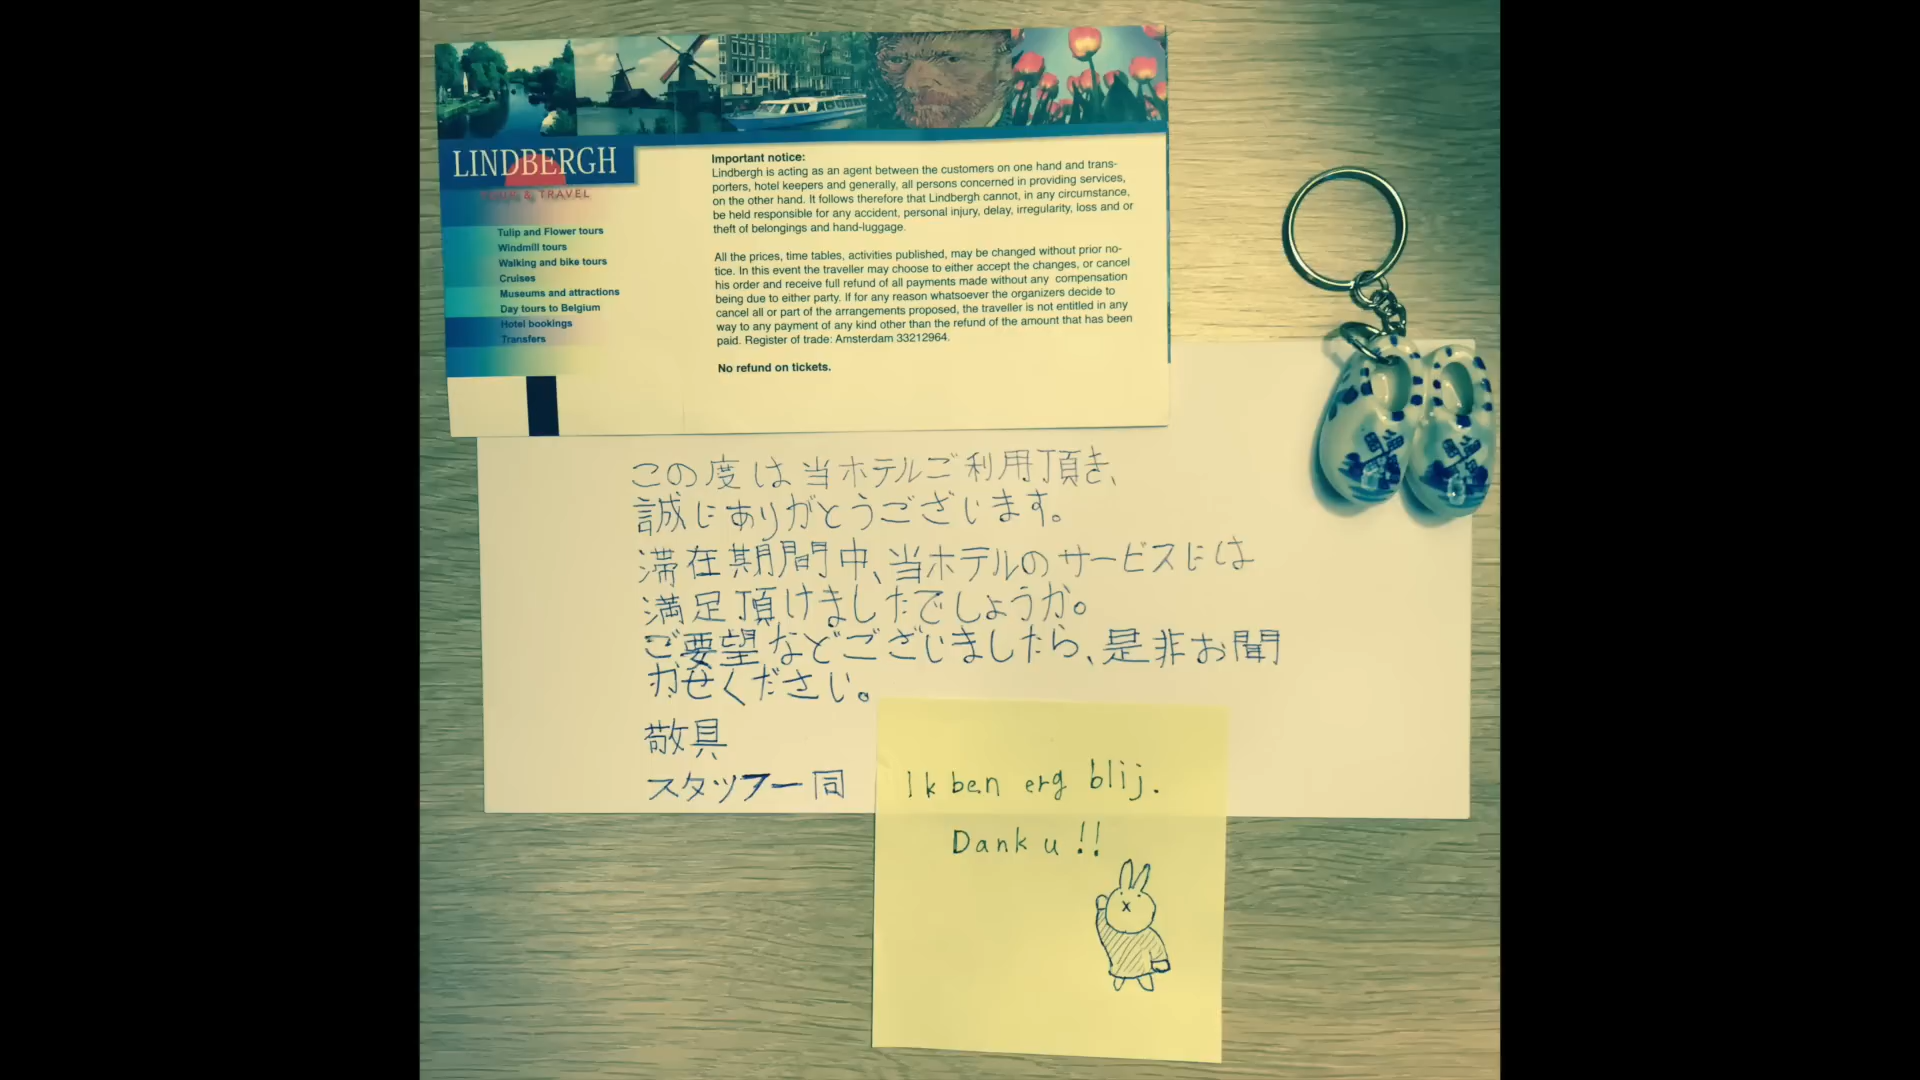 LINDBERGH
TOUR & TRAVEL
Tulip and Flower tours
Windmill tours
Walking and bike tours
Cruises
Museums and attractions
Day tours to Belgium
Hotel bookings
Transfers
Important notice:
Lindbergh is acting as an agent between the customers on one hand and trans-
porters, hotel keepers and generally, all persons concerned in providing services,
on the other hand. It follows therefore that Lindbergh cannot, in any circumstance,
be held responsible for any accident, personal injury, delay, irregularity, loss and or
theft of belongings and hand-luggage.
All the prices, time tables, activities published, may be changed without prior no-
tice. In this event the traveller may choose to either accept the changes, or cancel
his order and receive full refund of all payments made without any compensation
being due to either party. If for any reason whatsoever the organizers decide to
cancel all or part of the arrangements proposed, the traveller is not entitled in any
way to any payment of any kind other than the refund of the amount that has been
paid. Register of trade: Amsterdam 33212964.
No refund on tickets.
この度は当ホテルご利用頂き、
誠にありがとうございます。
滞在期間中、当ホテルのサービスには
満足頂けましたでしょうか。
ご要望などございましたら、是非お聞
かせください。
敬具
スタッフ一同
Ik ben erg blij.
Dank u!!